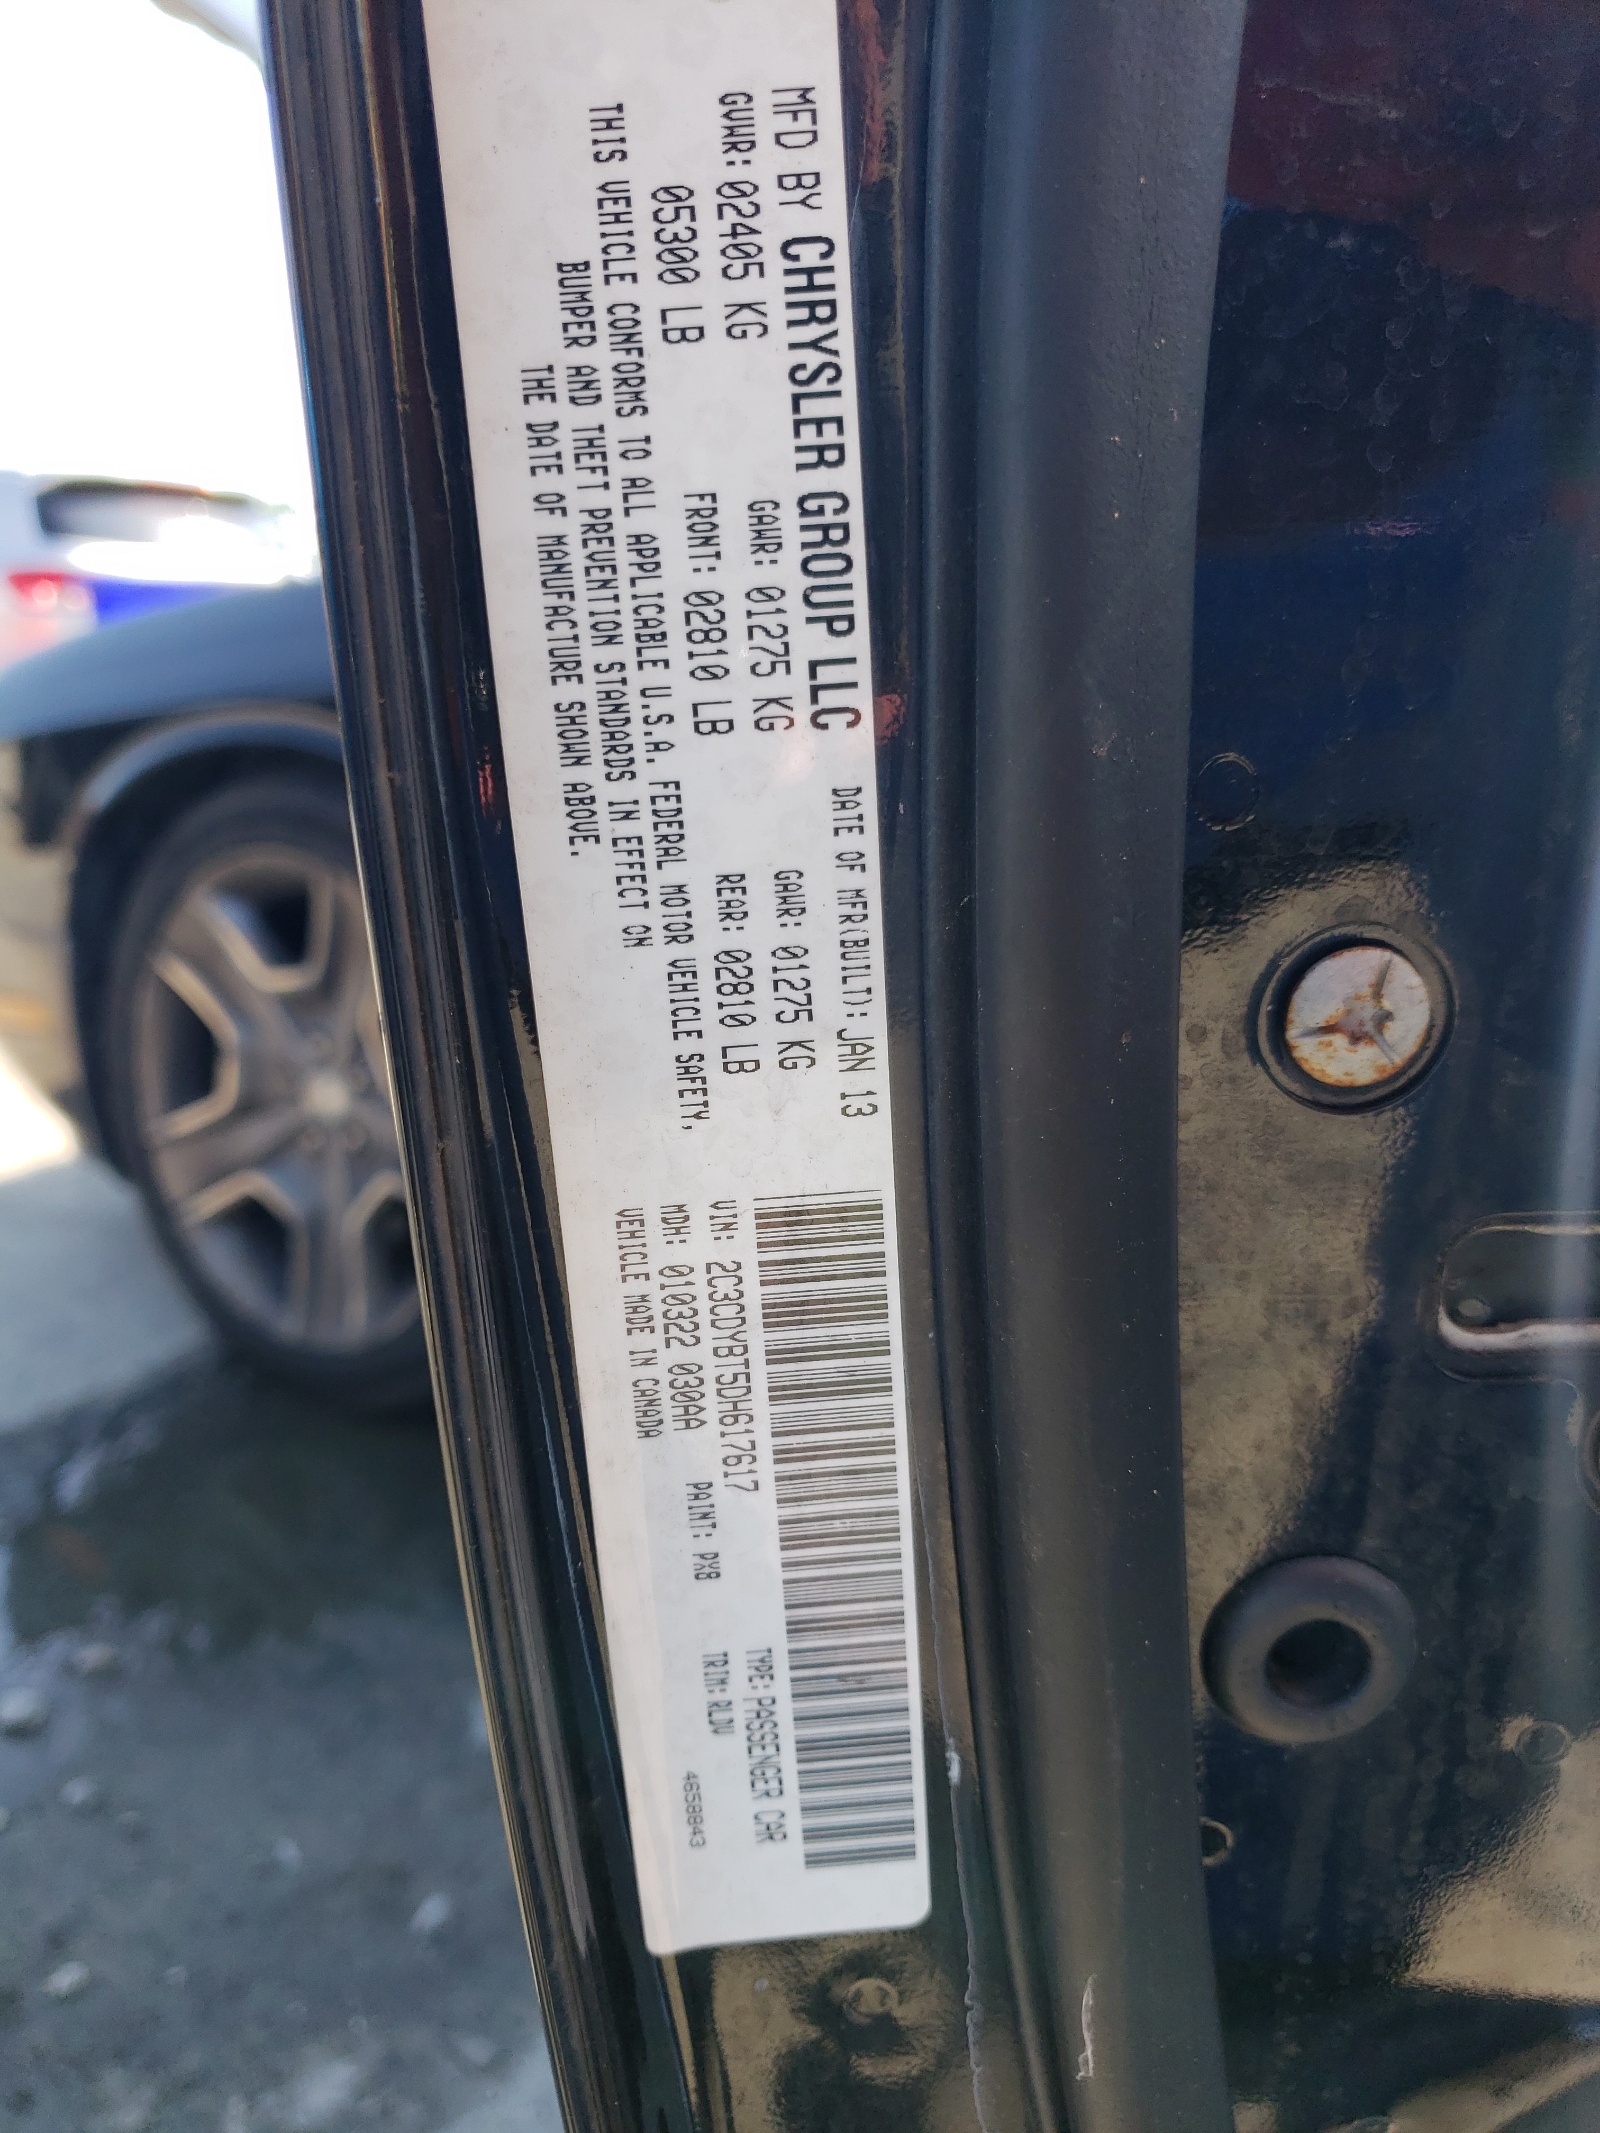 MFD BY CHRYSLER GROUP LLC
DATE OF MFR(BUILT): JAN 13
GVWR: 02405 KG
GAWR: 01275 KG
GAWR: 01275 KG
05300 LB
FRONT: 02810 LB
REAR: 02810 LB
THIS VEHICLE CONFORMS TO ALL APPLICABLE U.S.A. FEDERAL MOTOR VEHICLE SAFETY,
BUMPER AND THEFT PREVENTION STANDARDS IN EFFECT ON
THE DATE OF MANUFACTURE SHOWN ABOVE.
VIN: 2C3CDYBT5DH617617
TYPE: PASSENGER CAR
MDH: 010322 030AA
PAINT: PX8
TRIM: RLDV
VEHICLE MADE IN CANADA
4658843